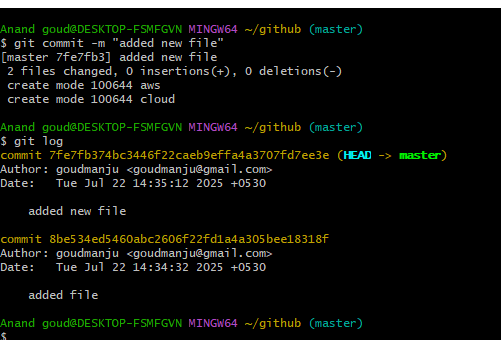 Anand goud@DESKTOP-FSMFGVN MINGW64 ~/github (master)
$ git commit -m "added new file"
[master 7fe7fb3] added new file
 2 files changed, 0 insertions(+), 0 deletions(-)
 create mode 100644 aws
 create mode 100644 cloud

Anand goud@DESKTOP-FSMFGVN MINGW64 ~/github (master)
$ git log
commit 7fe7fb374bc3446f22caeb9effa4a3707fd7ee3e (HEAD -> master)
Author: goudmanju <goudmanju@gmail.com>
Date:   Tue Jul 22 14:35:12 2025 +0530

    added new file

commit 8be534ed5460abc2606f22fd1a4a305bee18318f
Author: goudmanju <goudmanju@gmail.com>
Date:   Tue Jul 22 14:34:32 2025 +0530

    added file

Anand goud@DESKTOP-FSMFGVN MINGW64 ~/github (master)
$